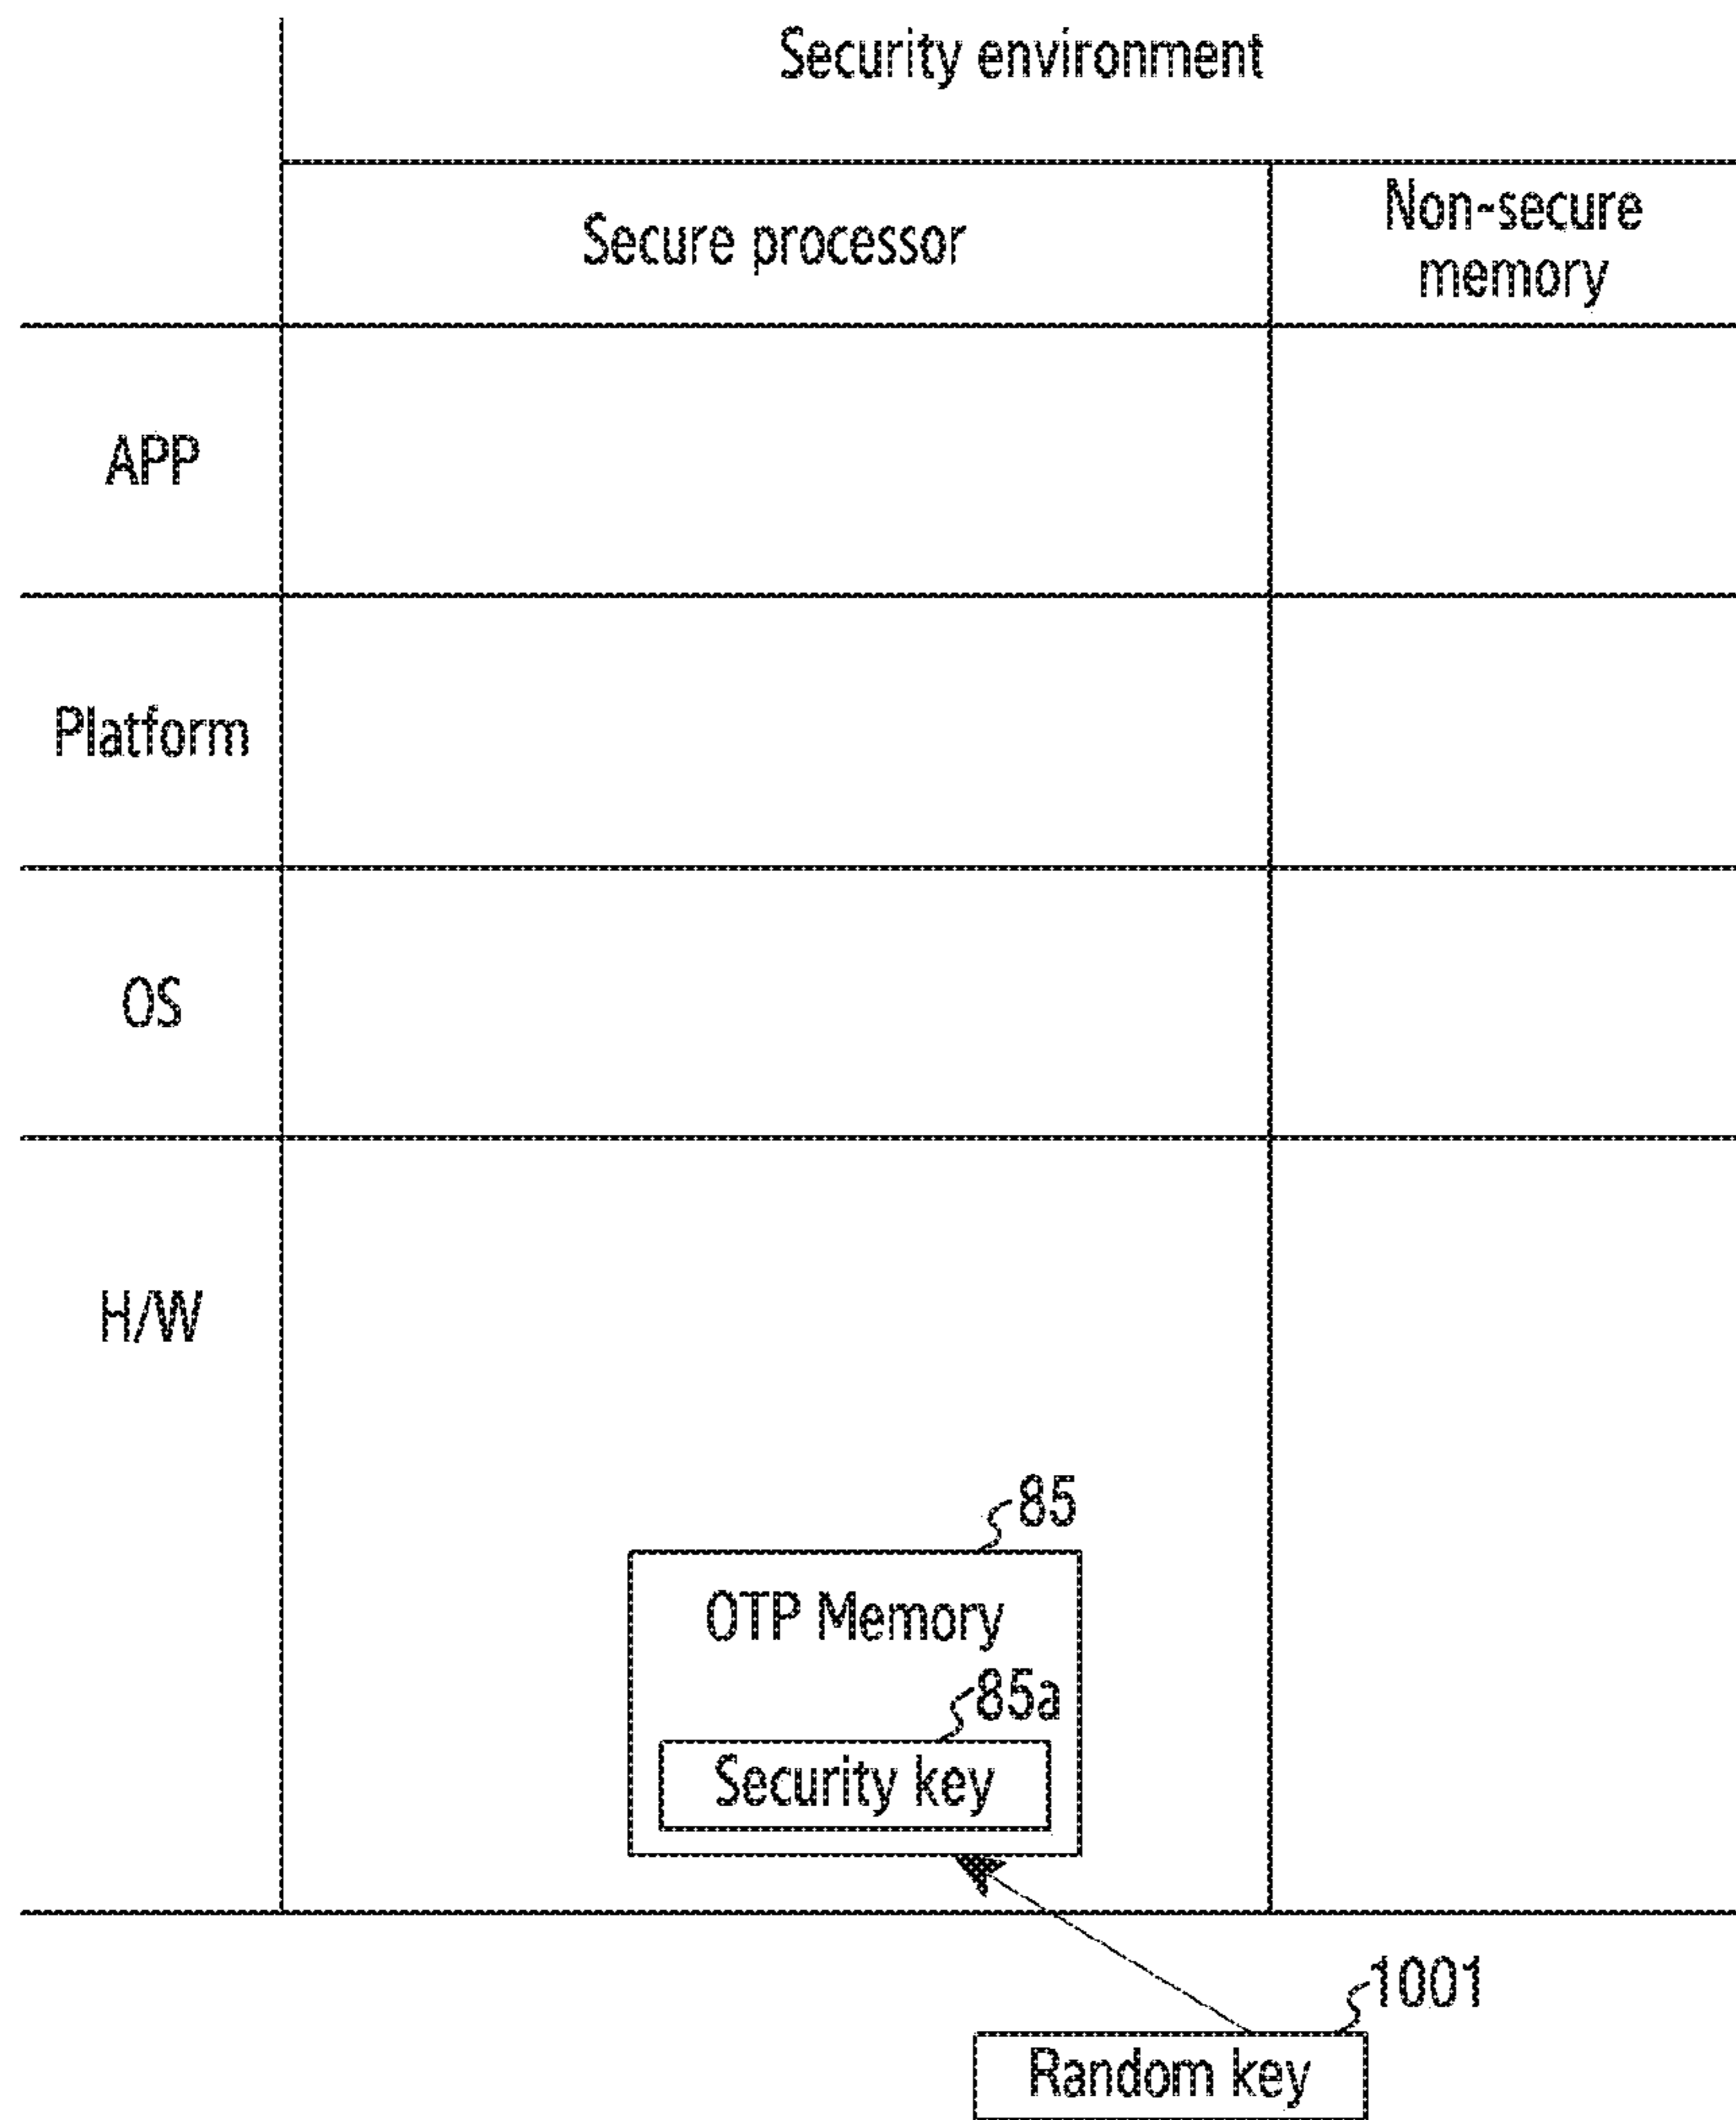 Security environment
Secure processor
Non-secure
memory
APP
Platform
OS
H/W
85
OTP Memory
85a
Security key
1001
Random key